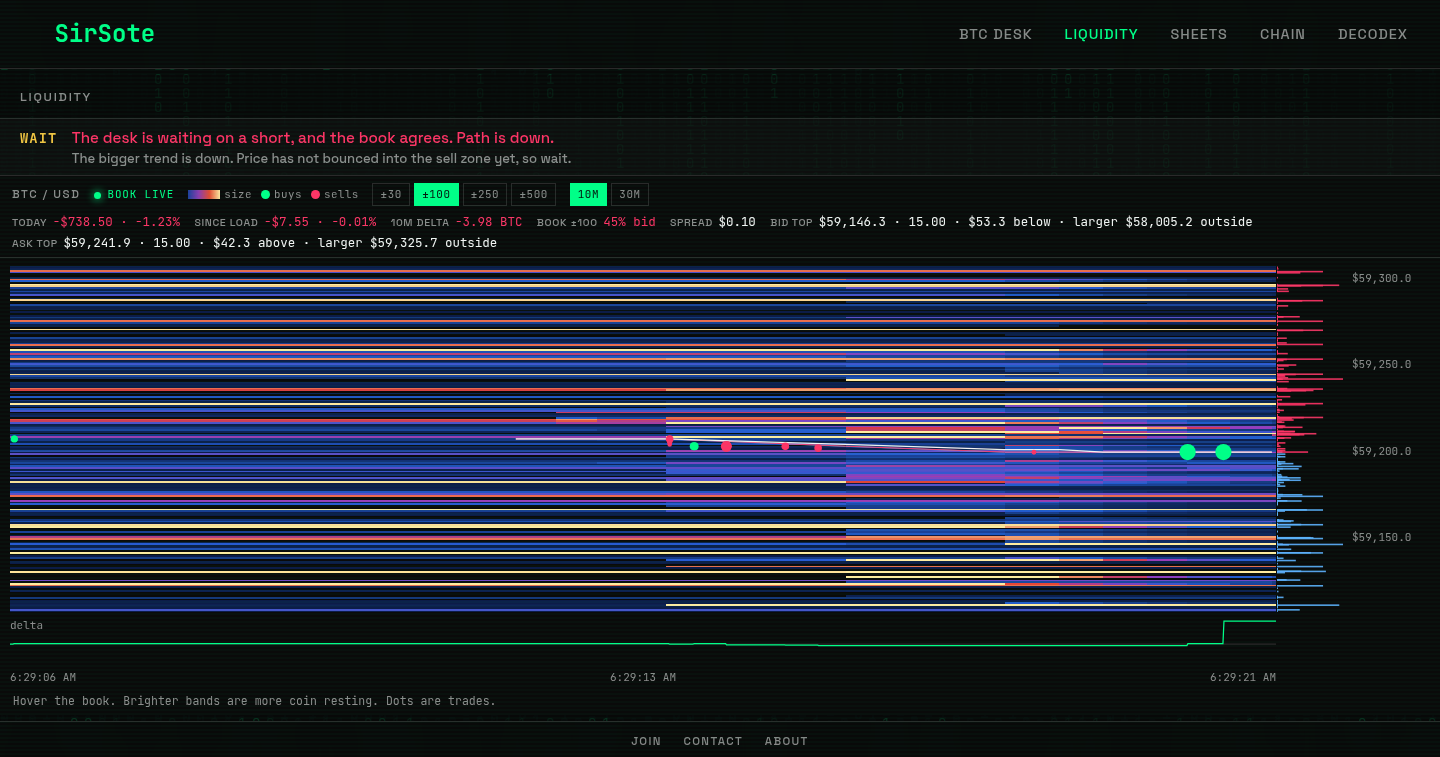 SirSote
BTC DESK LIQUIDITY SHEETS CHAIN DECODEX
LIQUIDITY
WAIT The desk is waiting on a short, and the book agrees. Path is down.
The bigger trend is down. Price has not bounced into the sell zone yet, so wait.
BTC / USD BOOK LIVE size buys sells ±30 ±100 ±250 ±500 10M 30M
TODAY -$738.50 · -1.23% SINCE LOAD -$7.55 · -0.01% 10M DELTA -3.98 BTC BOOK ±100 45% bid SPREAD $0.10 BID TOP $59,146.3 · 15.00 · $53.3 below · larger $58,005.2 outside
ASK TOP $59,241.9 · 15.00 · $42.3 above · larger $59,325.7 outside
$59,300.0
$59,250.0
$59,200.0
$59,150.0
delta
6:29:06 AM 6:29:13 AM 6:29:21 AM
Hover the book. Brighter bands are more coin resting. Dots are trades.
JOIN CONTACT ABOUT